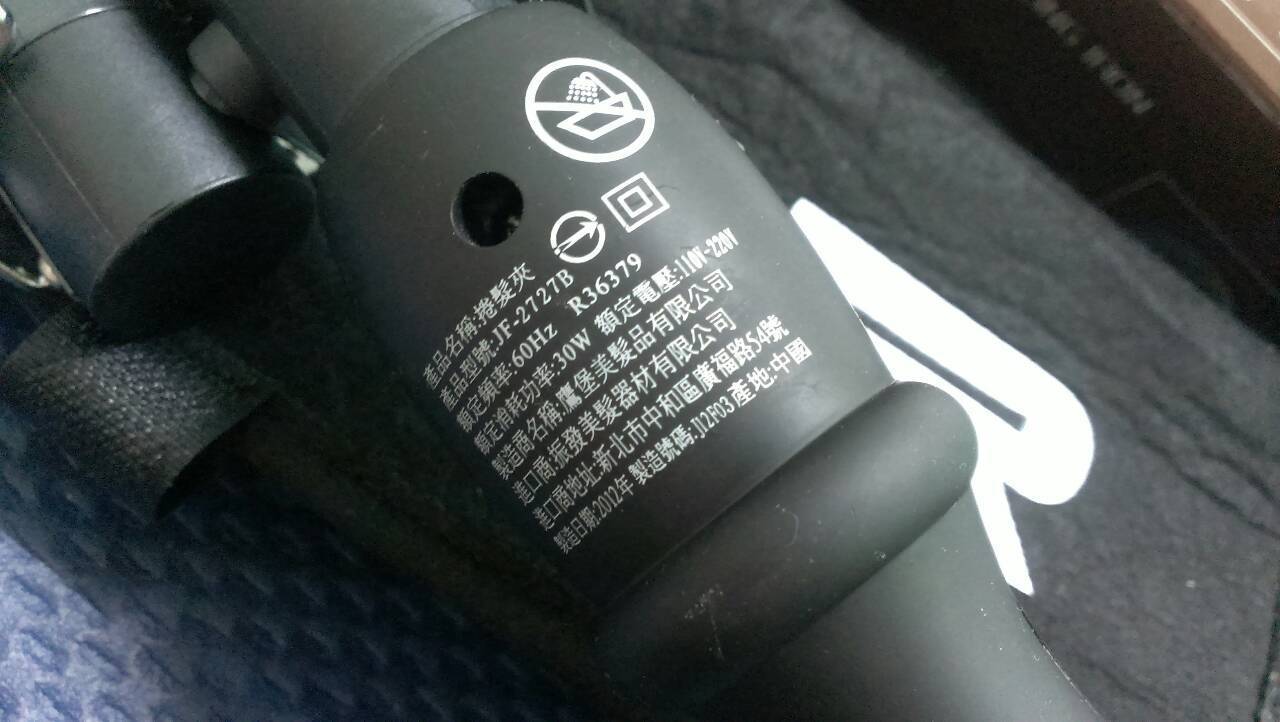 產品名稱:捲髮夾
產品型號:JF-2727B
額定頻率:60Hz R36379
額定消耗功率:30W 額定電壓:110V-220V
製造商名稱:鷹堡美髮品有限公司
進口商:振發美髮器材有限公司
進口商地址:新北市中和區廣福路54號
製造日期:2012年 製造號碼:J12F03 產地:中國